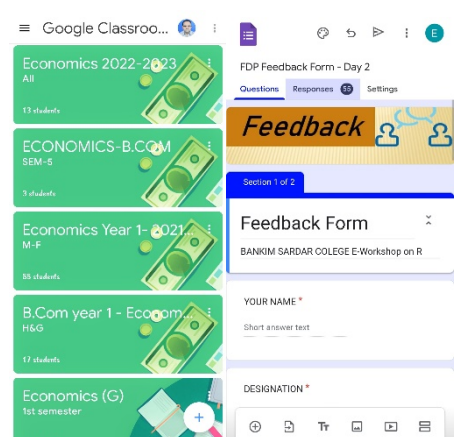 Google Classroo...
Economics 2022-2023
All
13 students
ECONOMICS-B.COM
SEM-5
3 students
Economics Year 1- 2021...
M-F
B.Com year 1 - Econom...
H&G
17 students
Economics (G)
1st semester
FDP Feedback Form - Day 2
Questions Responses 55 Settings
Feedback
Section 1 of 2
Feedback Form
BANKIM SARDAR COLEGE E-Workshop on R
YOUR NAME *
Short answer text
DESIGNATION *
E
Tт